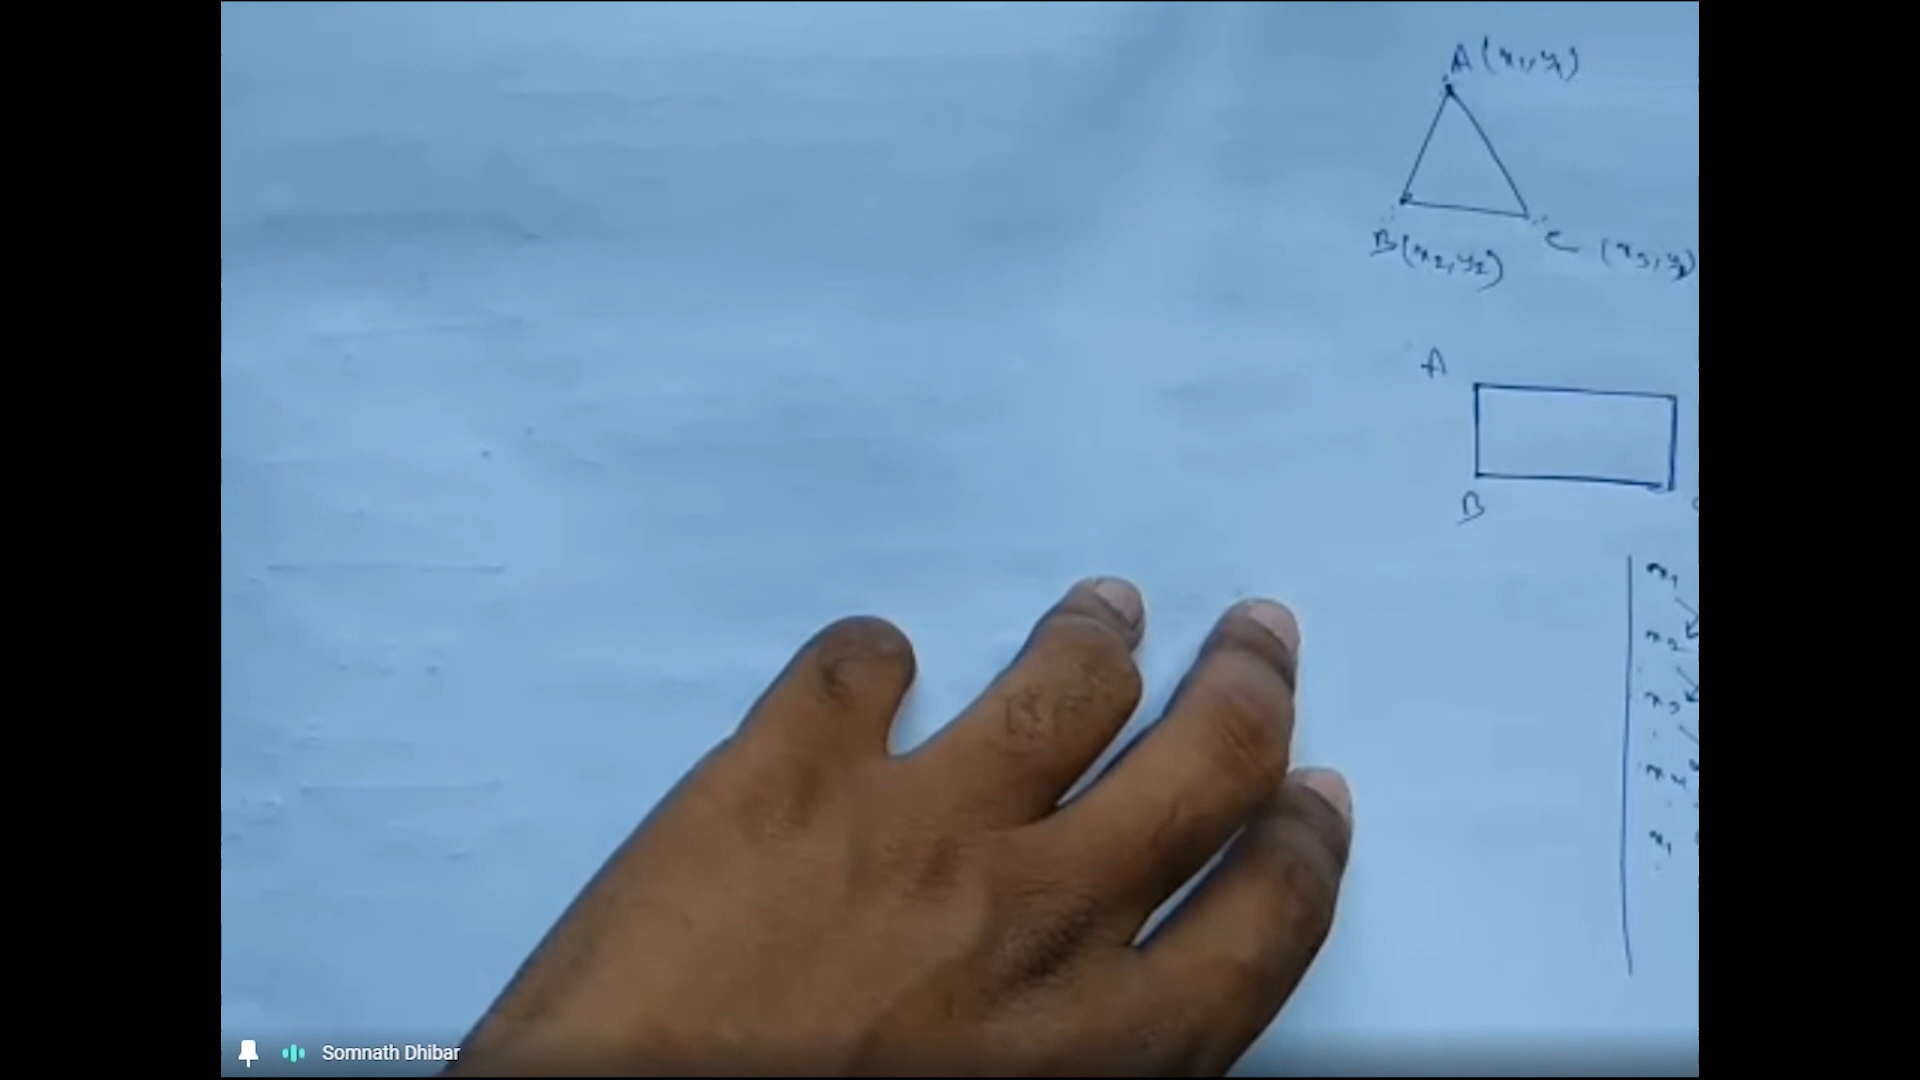 A (x₁, y₁)
B (x₂, y₂) C (x₃, y₃)
A
B
x₁
x₂
x₃
x₄
x₁
Somnath Dhibar